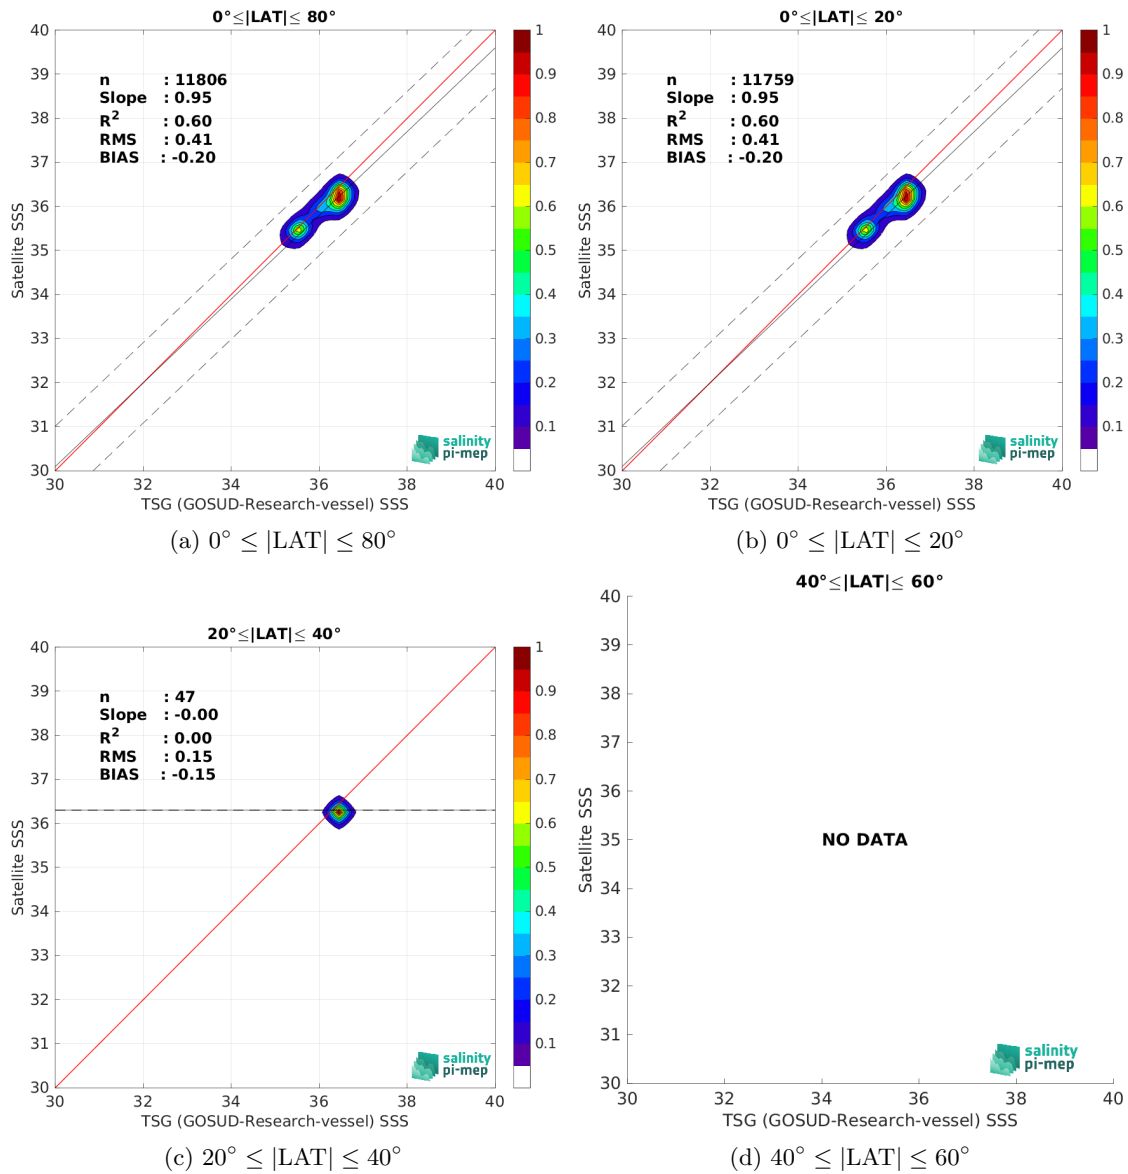 0°≤|LAT|≤ 80°
40
39
38
37
36
35
34
33
32
31
30
n : 11806
Slope : 0.95
R² : 0.60
RMS : 0.41
BIAS : -0.20
Satellite SSS
salinity
pi-mep
30 32 34 36 38 40
TSG (GOSUD-Research-vessel) SSS
1
0.9
0.8
0.7
0.6
0.5
0.4
0.3
0.2
0.1
(a) 0° ≤ |LAT| ≤ 80°
0°≤|LAT|≤ 20°
40
39
38
37
36
35
34
33
32
31
30
n : 11759
Slope : 0.95
R² : 0.60
RMS : 0.41
BIAS : -0.20
Satellite SSS
salinity
pi-mep
30 32 34 36 38 40
TSG (GOSUD-Research-vessel) SSS
1
0.9
0.8
0.7
0.6
0.5
0.4
0.3
0.2
0.1
(b) 0° ≤ |LAT| ≤ 20°
20°≤|LAT|≤ 40°
40
39
38
37
36
35
34
33
32
31
30
n : 47
Slope : -0.00
R² : 0.00
RMS : 0.15
BIAS : -0.15
Satellite SSS
salinity
pi-mep
30 32 34 36 38 40
TSG (GOSUD-Research-vessel) SSS
1
0.9
0.8
0.7
0.6
0.5
0.4
0.3
0.2
0.1
(c) 20° ≤ |LAT| ≤ 40°
40°≤|LAT|≤ 60°
40
39
38
37
36
35
34
33
32
31
30
NO DATA
Satellite SSS
salinity
pi-mep
30 32 34 36 38 40
TSG (GOSUD-Research-vessel) SSS
(d) 40° ≤ |LAT| ≤ 60°